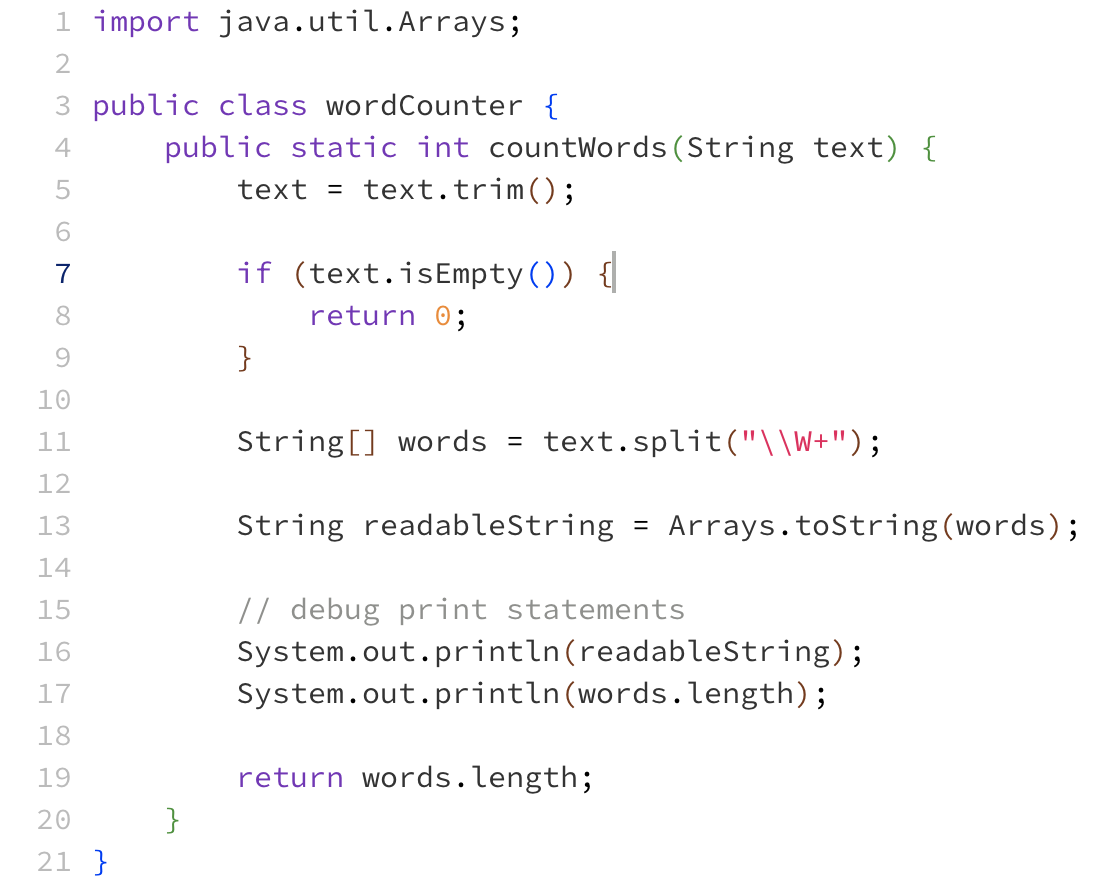 1 import java.util.Arrays;
2
3 public class wordCounter {
4     public static int countWords(String text) {
5         text = text.trim();
6
7         if (text.isEmpty()) {
8             return 0;
9         }
10
11         String[] words = text.split("\\W+");
12
13         String readableString = Arrays.toString(words);
14
15         // debug print statements
16         System.out.println(readableString);
17         System.out.println(words.length);
18
19         return words.length;
20     }
21 }